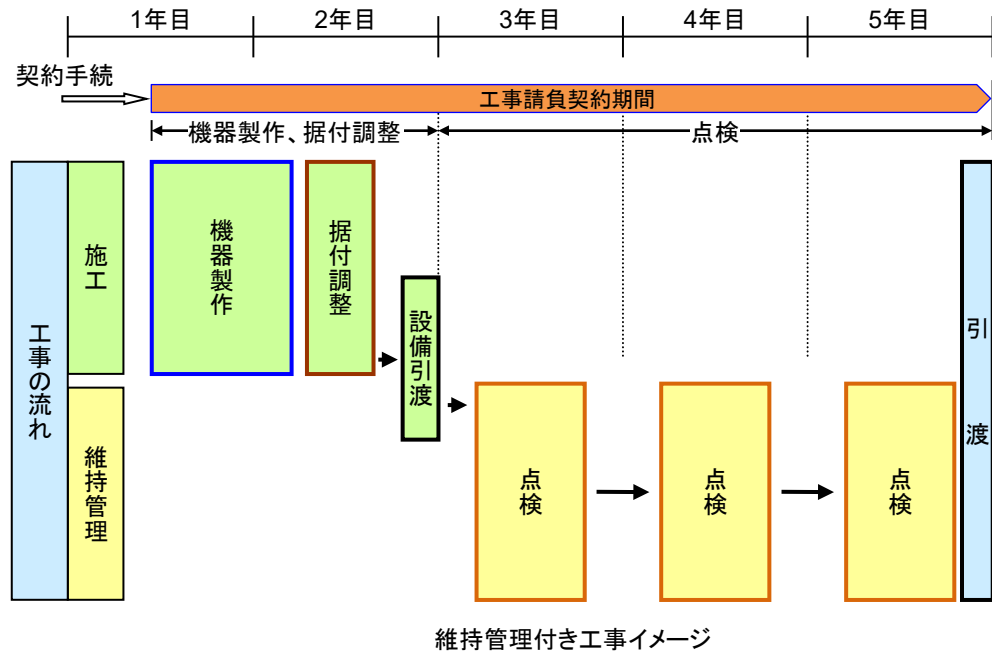 1年目
2年目
3年目
4年目
5年目
契約手続
工事請負契約期間
機器製作、据付調整
点検
工事の流れ
施工
機器製作
据付調整
設備引渡
引渡
維持管理
点検
点検
点検
維持管理付き工事イメージ